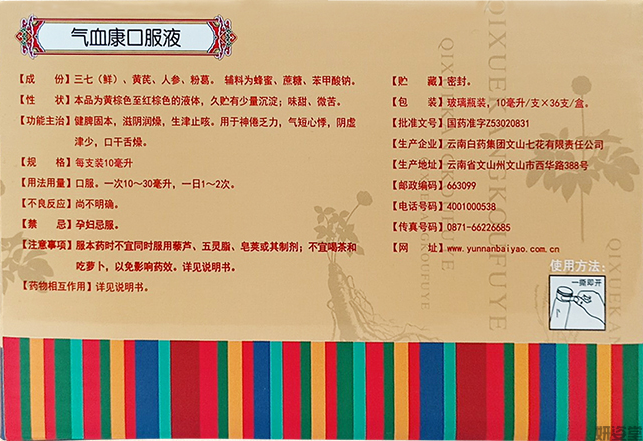 气血康口服液
【成 份】三七（鲜）、黄芪、人参、粉葛。 辅料为蜂蜜、蔗糖、苯甲酸钠。
【性 状】本品为黄棕色至红棕色的液体，久贮有少量沉淀；味甜、微苦。
【功能主治】健脾固本，滋阴润燥，生津止咳。用于神倦乏力，气短心悸，阴虚
津少，口干舌燥。
【规 格】每支装10毫升
【用法用量】口服。一次10～30毫升，一日1～2次。
【不良反应】尚不明确。
【禁 忌】孕妇忌服。
【注意事项】服本药时不宜同时服用藜芦、五灵脂、皂荚或其制剂；不宜喝茶和
吃萝卜，以免影响药效。详见说明书。
【药物相互作用】详见说明书。
【贮 藏】密封。
【包 装】玻璃瓶装，10毫升/支×36支/盒。
【批准文号】国药准字Z53020831
【生产企业】云南白药集团文山七花有限责任公司
【生产地址】云南省文山州文山市西华路388号
【邮政编码】663099
【电话号码】4001000538
【传真号码】0871-66226685
【网 址】www.yunnanbaiyao.com.cn
使用方法：
一撕即开
QIXUEKANGKOUFUYE
QIXUEKANGKOUFUYE